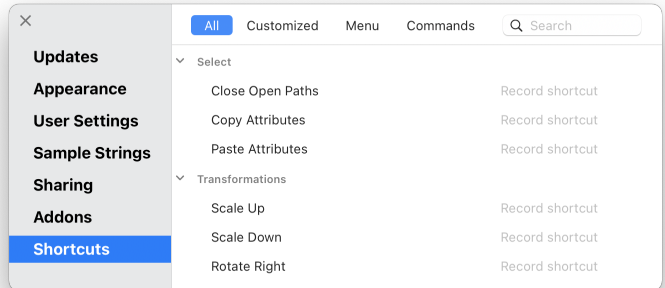 All Customized Menu Commands Search
Updates
Appearance
User Settings
Sample Strings
Sharing
Addons
Shortcuts
Select
Close Open Paths Record shortcut
Copy Attributes Record shortcut
Paste Attributes Record shortcut
Transformations
Scale Up Record shortcut
Scale Down Record shortcut
Rotate Right Record shortcut